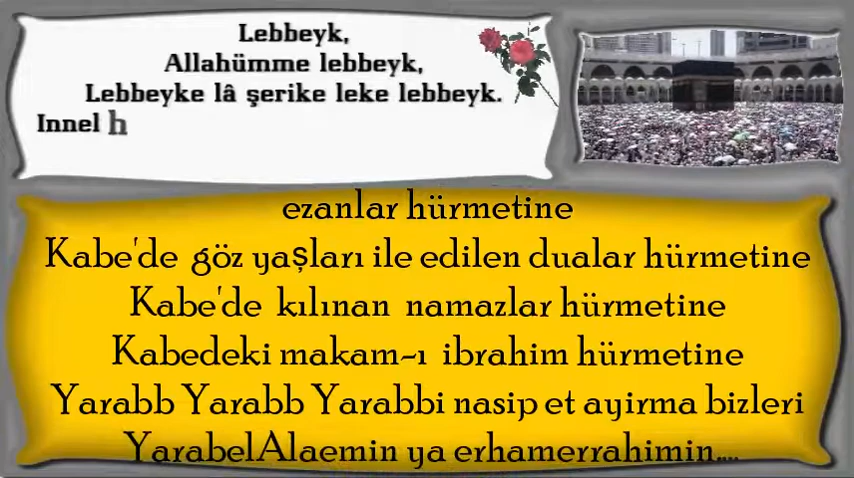 Lebbeyk,
Allahümme lebbeyk,
Lebbeyke lâ şerike leke lebbeyk.
Innel h
ezanlar hürmetine
Kabe'de göz yaşları ile edilen dualar hürmetine
Kabe'de kılınan namazlar hürmetine
Kabedeki makam-ı ibrahim hürmetine
Yarabb Yarabb Yarabbi nasip et ayirma bizleri
YarabelAlaemin ya erhamerrahimin....